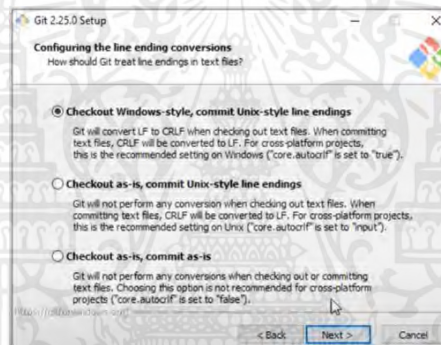 Git 2.25.0 Setup
Configuring the line ending conversions
How should Git treat line endings in text files?
Checkout Windows-style, commit Unix-style line endings
Git will convert LF to CRLF when checking out text files. When committing
text files, CRLF will be converted to LF. For cross-platform projects,
this is the recommended setting on Windows ("core.autocrlf" is set to "true").
Checkout as-is, commit Unix-style line endings
Git will not perform any conversion when checking out text files. When
committing text files, CRLF will be converted to LF. For cross-platform projects,
this is the recommended setting on Unix ("core.autocrlf" is set to "input").
Checkout as-is, commit as-is
Git will not perform any conversions when checking out or committing
text files. Choosing this option is not recommended for cross-platform
projects ("core.autocrlf" is set to "false").
https://gitforwindows.org/
< Back Next > Cancel